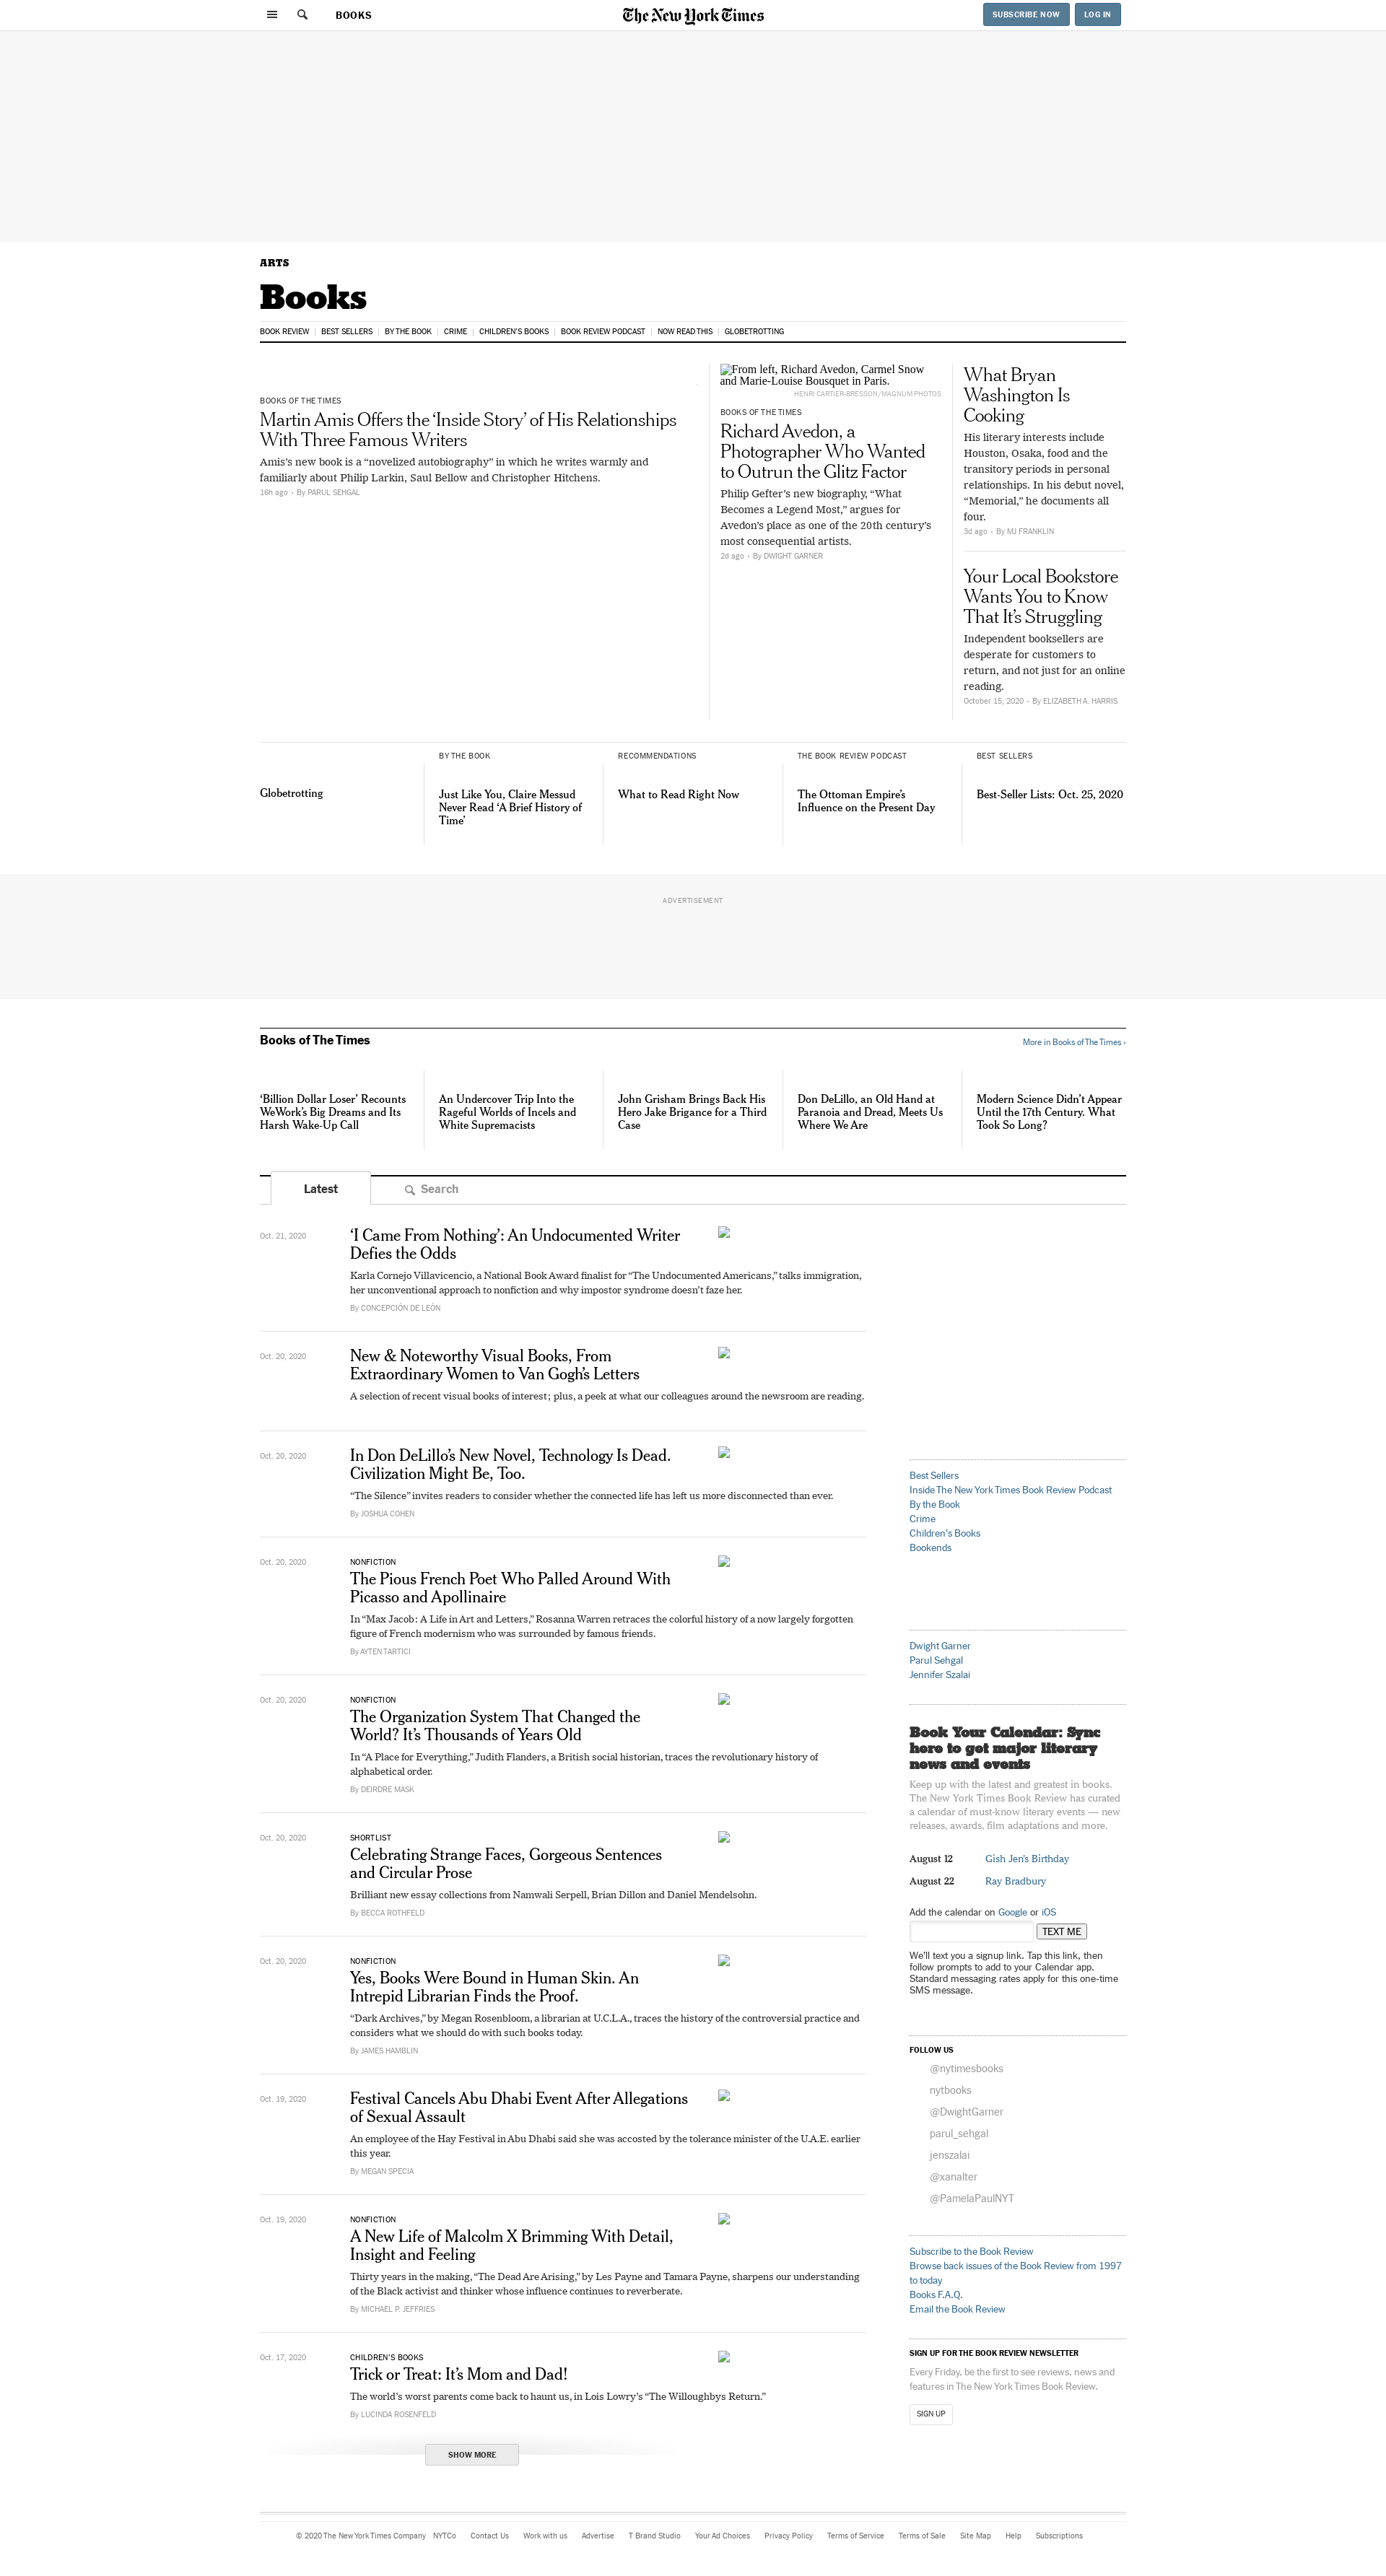 BOOKS
The New York Times
SUBSCRIBE NOW
LOG IN
ARTS
Books
BOOK REVIEW
BEST SELLERS
BY THE BOOK
CRIME
CHILDREN'S BOOKS
BOOK REVIEW PODCAST
NOW READ THIS
GLOBETROTTING
BOOKS OF THE TIMES
Martin Amis Offers the ‘Inside Story’ of His Relationships
With Three Famous Writers
Amis’s new book is a “novelized autobiography” in which he writes warmly and
familiarly about Philip Larkin, Saul Bellow and Christopher Hitchens.
16h ago • By PARUL SEHGAL
From left, Richard Avedon, Carmel Snow
and Marie-Louise Bousquet in Paris.
HENRI CARTIER-BRESSON/MAGNUM PHOTOS
BOOKS OF THE TIMES
Richard Avedon, a
Photographer Who Wanted
to Outrun the Glitz Factor
Philip Gefter’s new biography, “What
Becomes a Legend Most,” argues for
Avedon’s place as one of the 20th century’s
most consequential artists.
2d ago • By DWIGHT GARNER
What Bryan
Washington Is
Cooking
His literary interests include
Houston, Osaka, food and the
transitory periods in personal
relationships. In his debut novel,
“Memorial,” he documents all
four.
3d ago • By MJ FRANKLIN
Your Local Bookstore
Wants You to Know
That It’s Struggling
Independent booksellers are
desperate for customers to
return, and not just for an online
reading.
October 15, 2020 • By ELIZABETH A. HARRIS
Globetrotting
BY THE BOOK
Just Like You, Claire Messud
Never Read ‘A Brief History of
Time’
RECOMMENDATIONS
What to Read Right Now
THE BOOK REVIEW PODCAST
The Ottoman Empire’s
Influence on the Present Day
BEST SELLERS
Best-Seller Lists: Oct. 25, 2020
ADVERTISEMENT
Books of The Times
More in Books of The Times ›
‘Billion Dollar Loser’ Recounts
WeWork’s Big Dreams and Its
Harsh Wake-Up Call
An Undercover Trip Into the
Rageful Worlds of Incels and
White Supremacists
John Grisham Brings Back His
Hero Jake Brigance for a Third
Case
Don DeLillo, an Old Hand at
Paranoia and Dread, Meets Us
Where We Are
Modern Science Didn’t Appear
Until the 17th Century. What
Took So Long?
Latest
Search
Oct. 21, 2020
‘I Came From Nothing’: An Undocumented Writer
Defies the Odds
Karla Cornejo Villavicencio, a National Book Award finalist for “The Undocumented Americans,” talks immigration,
her unconventional approach to nonfiction and why impostor syndrome doesn’t faze her.
By CONCEPCIÓN DE LEÓN
Oct. 20, 2020
New & Noteworthy Visual Books, From
Extraordinary Women to Van Gogh’s Letters
A selection of recent visual books of interest; plus, a peek at what our colleagues around the newsroom are reading.
Oct. 20, 2020
In Don DeLillo’s New Novel, Technology Is Dead.
Civilization Might Be, Too.
“The Silence” invites readers to consider whether the connected life has left us more disconnected than ever.
By JOSHUA COHEN
Oct. 20, 2020
NONFICTION
The Pious French Poet Who Palled Around With
Picasso and Apollinaire
In “Max Jacob: A Life in Art and Letters,” Rosanna Warren retraces the colorful history of a now largely forgotten
figure of French modernism who was surrounded by famous friends.
By AYTEN TARTICI
Oct. 20, 2020
NONFICTION
The Organization System That Changed the
World? It’s Thousands of Years Old
In “A Place for Everything,” Judith Flanders, a British social historian, traces the revolutionary history of
alphabetical order.
By DEIRDRE MASK
Oct. 20, 2020
SHORTLIST
Celebrating Strange Faces, Gorgeous Sentences
and Circular Prose
Brilliant new essay collections from Namwali Serpell, Brian Dillon and Daniel Mendelsohn.
By BECCA ROTHFELD
Oct. 20, 2020
NONFICTION
Yes, Books Were Bound in Human Skin. An
Intrepid Librarian Finds the Proof.
“Dark Archives,” by Megan Rosenbloom, a librarian at U.C.L.A., traces the history of the controversial practice and
considers what we should do with such books today.
By JAMES HAMBLIN
Oct. 19, 2020
Festival Cancels Abu Dhabi Event After Allegations
of Sexual Assault
An employee of the Hay Festival in Abu Dhabi said she was accosted by the tolerance minister of the U.A.E. earlier
this year.
By MEGAN SPECIA
Oct. 19, 2020
NONFICTION
A New Life of Malcolm X Brimming With Detail,
Insight and Feeling
Thirty years in the making, “The Dead Are Arising,” by Les Payne and Tamara Payne, sharpens our understanding
of the Black activist and thinker whose influence continues to reverberate.
By MICHAEL P. JEFFRIES
Oct. 17, 2020
CHILDREN’S BOOKS
Trick or Treat: It’s Mom and Dad!
The world’s worst parents come back to haunt us, in Lois Lowry’s “The Willoughbys Return.”
By LUCINDA ROSENFELD
SHOW MORE
Best Sellers
Inside The New York Times Book Review Podcast
By the Book
Crime
Children's Books
Bookends
Dwight Garner
Parul Sehgal
Jennifer Szalai
Book Your Calendar: Sync
here to get major literary
news and events
Keep up with the latest and greatest in books.
The New York Times Book Review has curated
a calendar of must-know literary events — new
releases, awards, film adaptations and more.
August 12 Gish Jen’s Birthday
August 22 Ray Bradbury
Add the calendar on Google or iOS
TEXT ME
We’ll text you a signup link. Tap this link, then
follow prompts to add to your Calendar app.
Standard messaging rates apply for this one-time
SMS message.
FOLLOW US
@nytimesbooks
nytbooks
@DwightGarner
parul_sehgal
jenszalai
@xanalter
@PamelaPaulNYT
Subscribe to the Book Review
Browse back issues of the Book Review from 1997
to today
Books F.A.Q.
Email the Book Review
SIGN UP FOR THE BOOK REVIEW NEWSLETTER
Every Friday, be the first to see reviews, news and
features in The New York Times Book Review.
SIGN UP
© 2020 The New York Times Company
NYTCo
Contact Us
Work with us
Advertise
T Brand Studio
Your Ad Choices
Privacy Policy
Terms of Service
Terms of Sale
Site Map
Help
Subscriptions